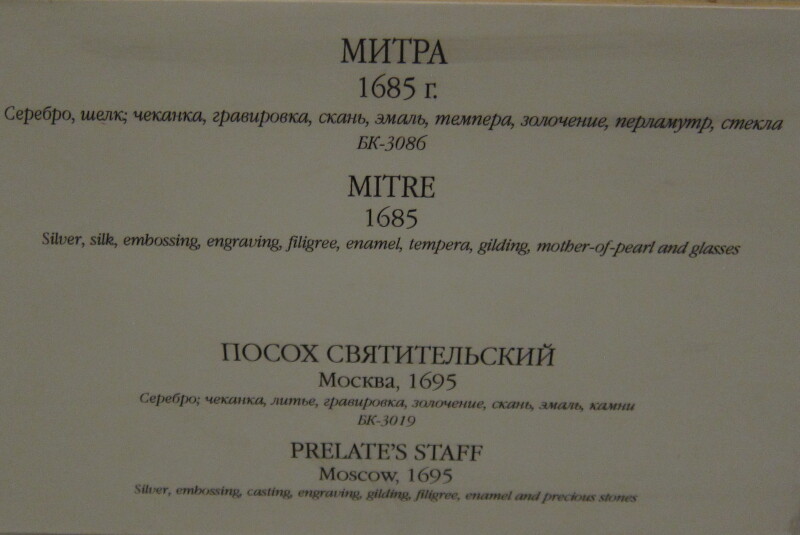 МИТРА
1685 г.
Серебро, шелк; чеканка, гравировка, скань, эмаль, темпера, золочение, перламутр, стекла
БК-3086
MITRE
1685
Silver, silk, embossing, engraving, filigree, enamel, tempera, gilding, mother-of-pearl and glasses
ПОСОХ СВЯТИТЕЛЬСКИЙ
Москва, 1695
Серебро; чеканка, литье, гравировка, золочение, скань, эмаль, камни
БК-3019
PRELATE'S STAFF
Moscow, 1695
Silver, embossing, casting, engraving, gilding, filigree, enamel and precious stones